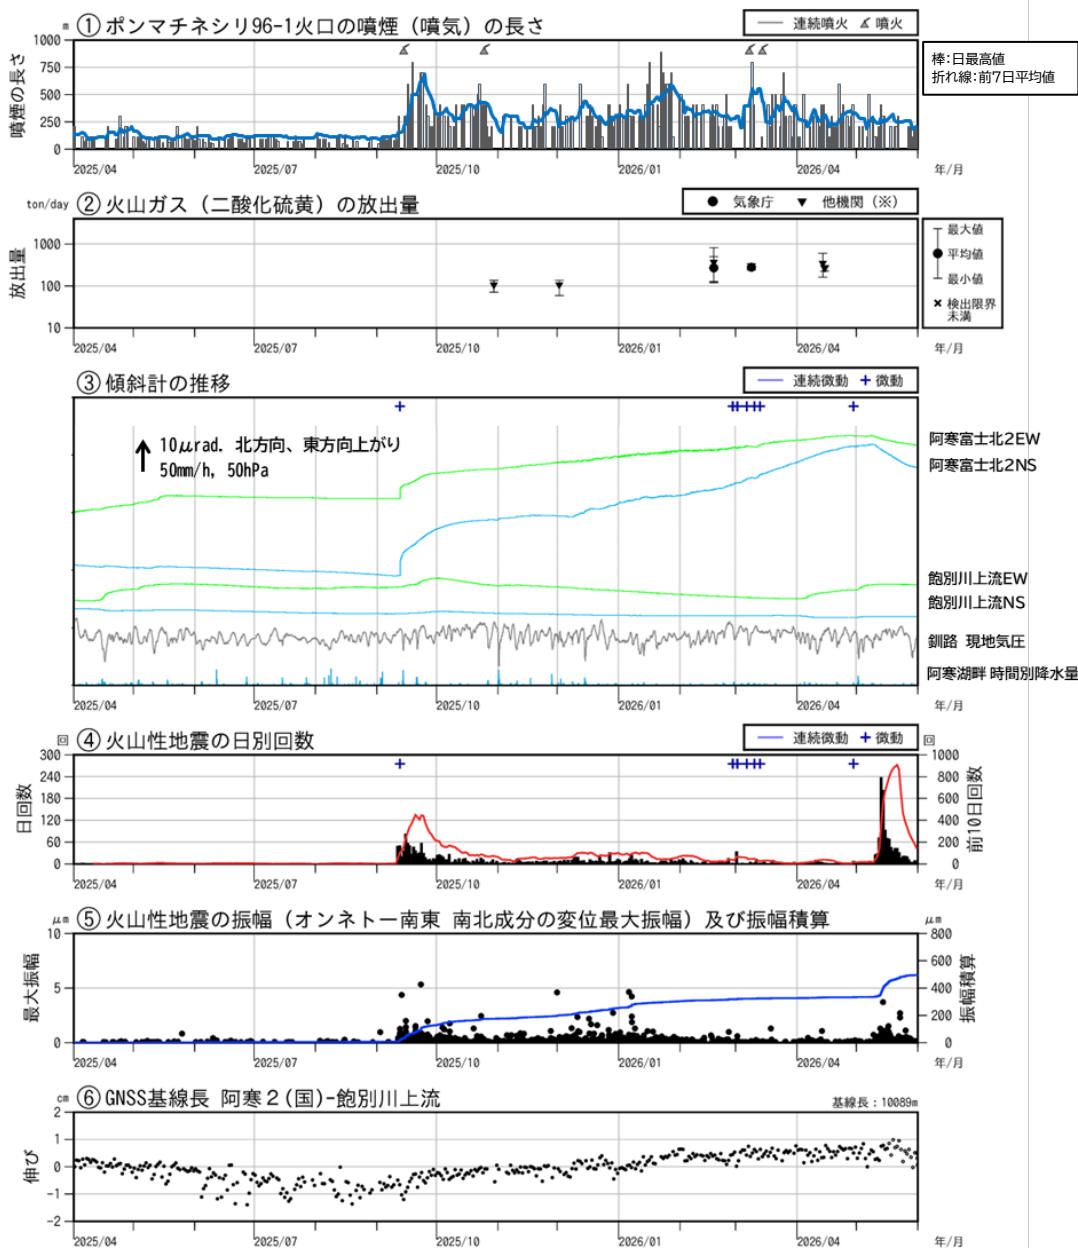 ① ポンマチネシリ96-1火口の噴煙（噴気）の長さ
連続噴火 噴火
棒:日最高値
折れ線:前7日平均値
m
噴煙の長さ
1000
750
500
250
0
2025/04 2025/07 2025/10 2026/01 2026/04 年/月
② 火山ガス（二酸化硫黄）の放出量
● 気象庁 ▼ 他機関（※）
ton/day
放出量
1000
100
10
最大値
平均値
最小値
× 検出限界
未満
2025/04 2025/07 2025/10 2026/01 2026/04 年/月
③ 傾斜計の推移
連続微動 + 微動
10μrad. 北方向、東方向上がり
50mm/h, 50hPa
阿寒富士北2EW
阿寒富士北2NS
飽別川上流EW
飽別川上流NS
釧路 現地気圧
阿寒湖畔 時間別降水量
2025/04 2025/07 2025/10 2026/01 2026/04 年/月
④ 火山性地震の日別回数
連続微動 + 微動
回
回
日回数
300
240
180
120
60
0
1000
800
600
400
200
0
前10日回数
2025/04 2025/07 2025/10 2026/01 2026/04 年/月
⑤ 火山性地震の振幅（オンネトー南東 南北成分の変位最大振幅）及び振幅積算
μm
μm
最大振幅
10
5
0
800
600
400
200
0
振幅積算
2025/04 2025/07 2025/10 2026/01 2026/04 年/月
⑥ GNSS基線長 阿寒２(国)-飽別川上流
基線長：10089m
cm
伸び
2
1
0
-1
-2
2025/04 2025/07 2025/10 2026/01 2026/04 年/月